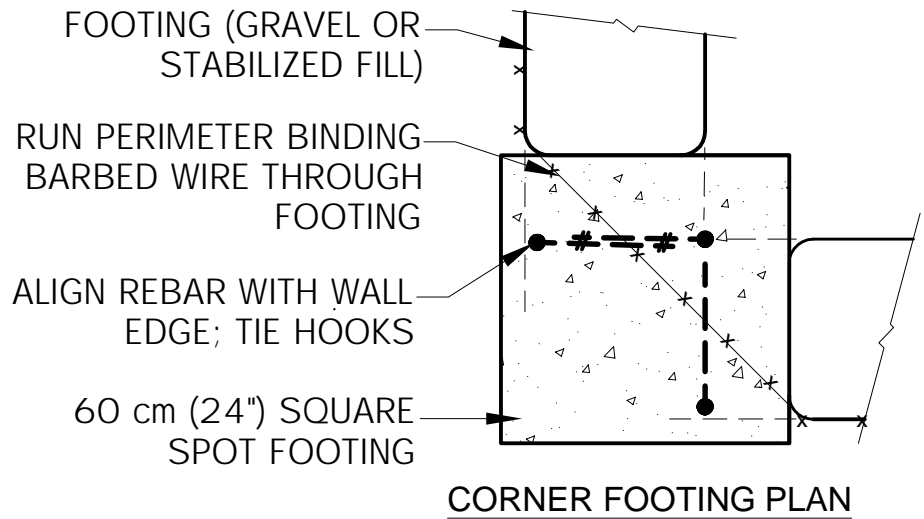 FOOTING (GRAVEL OR
STABILIZED FILL)
RUN PERIMETER BINDING
BARBED WIRE THROUGH
FOOTING
ALIGN REBAR WITH WALL
EDGE; TIE HOOKS
60 cm (24") SQUARE
SPOT FOOTING
CORNER FOOTING PLAN